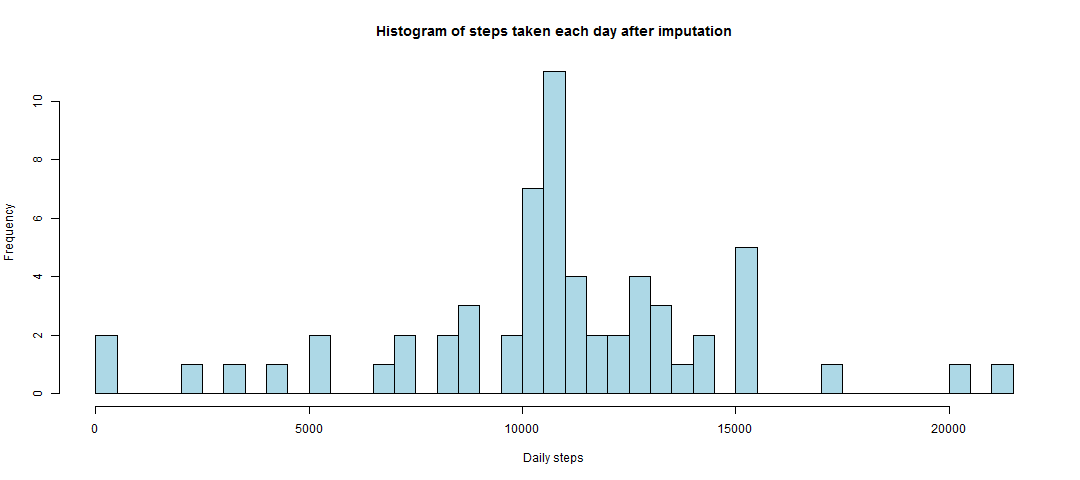 Histogram of steps taken each day after imputation
10
8
6
4
2
0
Frequency
0 5000 10000 15000 20000
Daily steps